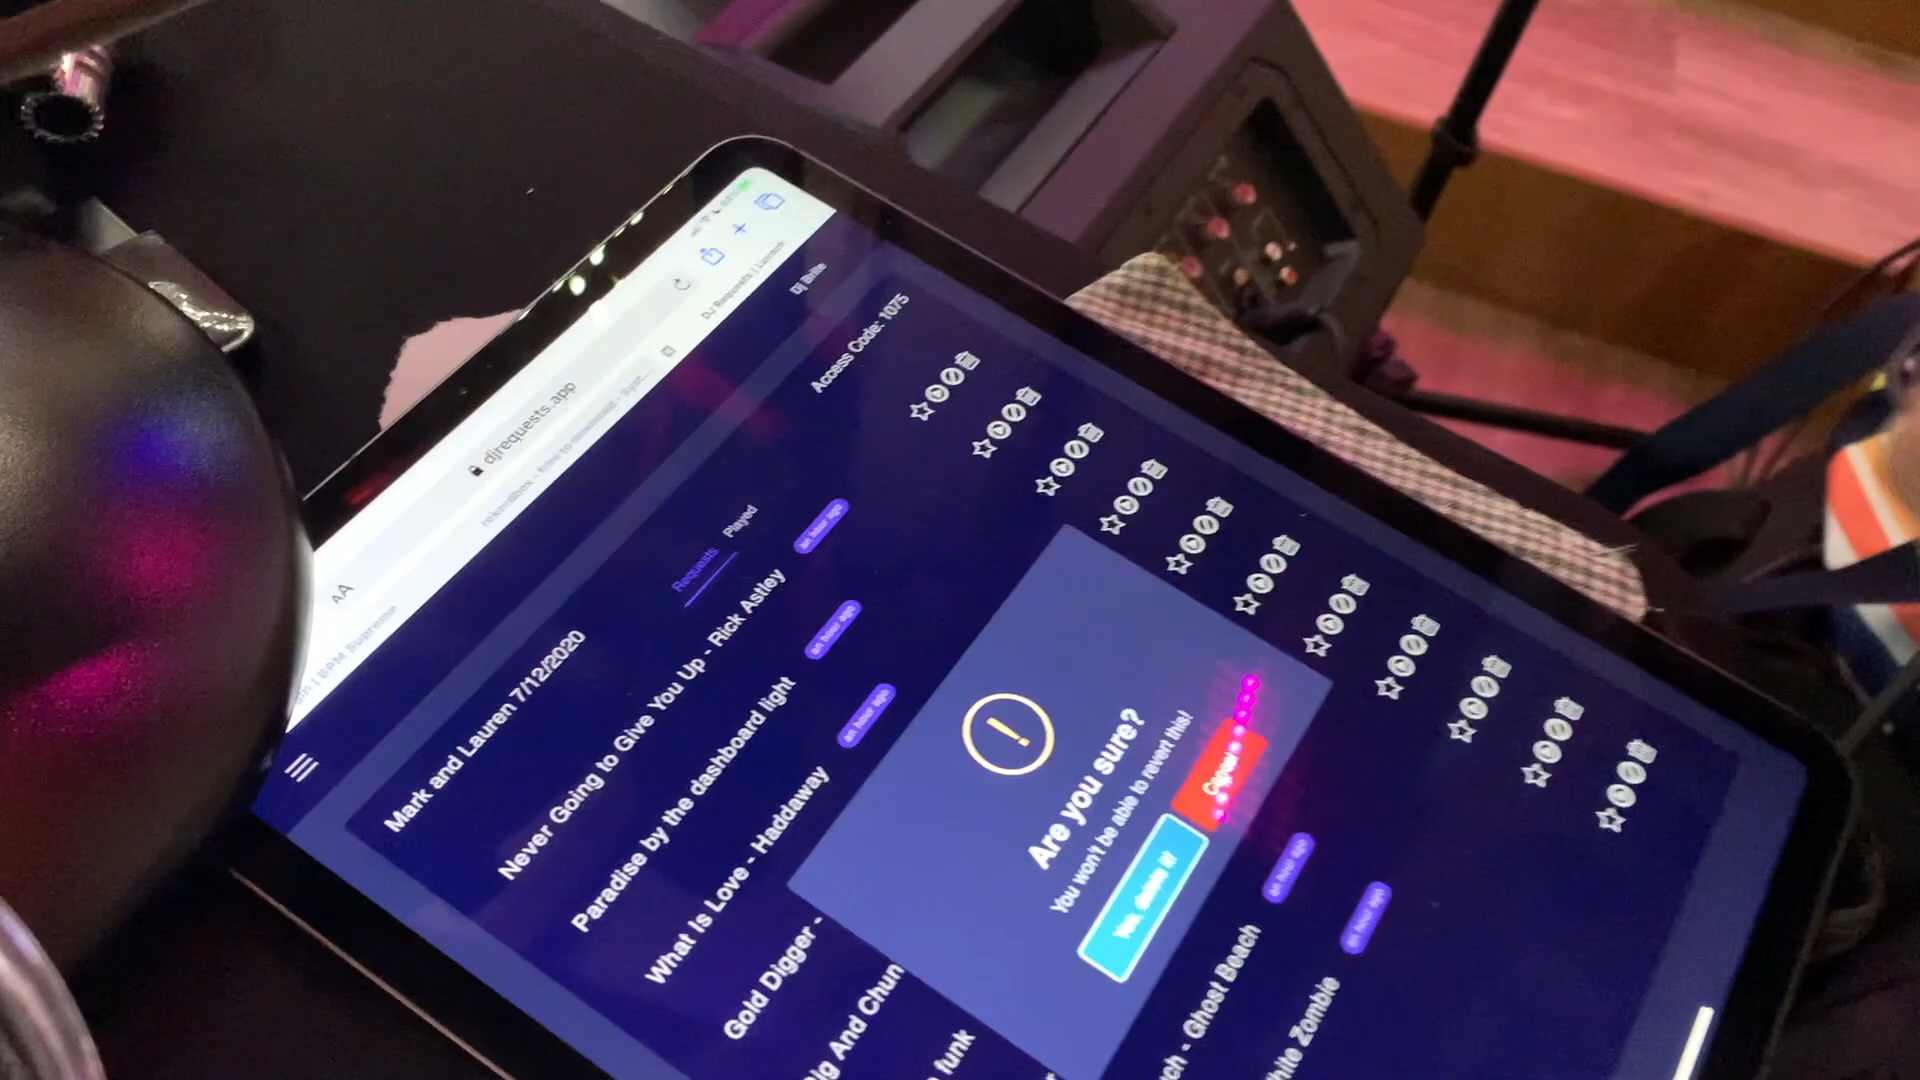 AA
djrequests.app
DJ Requests | Launch
Dj Brite
Mark and Lauren 7/12/2020
Access Code: 1075
Requests
Played
Never Going to Give You Up - Rick Astley
an hour ago
Paradise by the dashboard light
an hour ago
What Is Love - Haddaway
an hour ago
Gold Digger -
And
funk
- Ghost Beach
an hour ago
Zombie
an hour ago
Are you sure?
You won't be able to revert this!
Yes, delete it!
Cancel